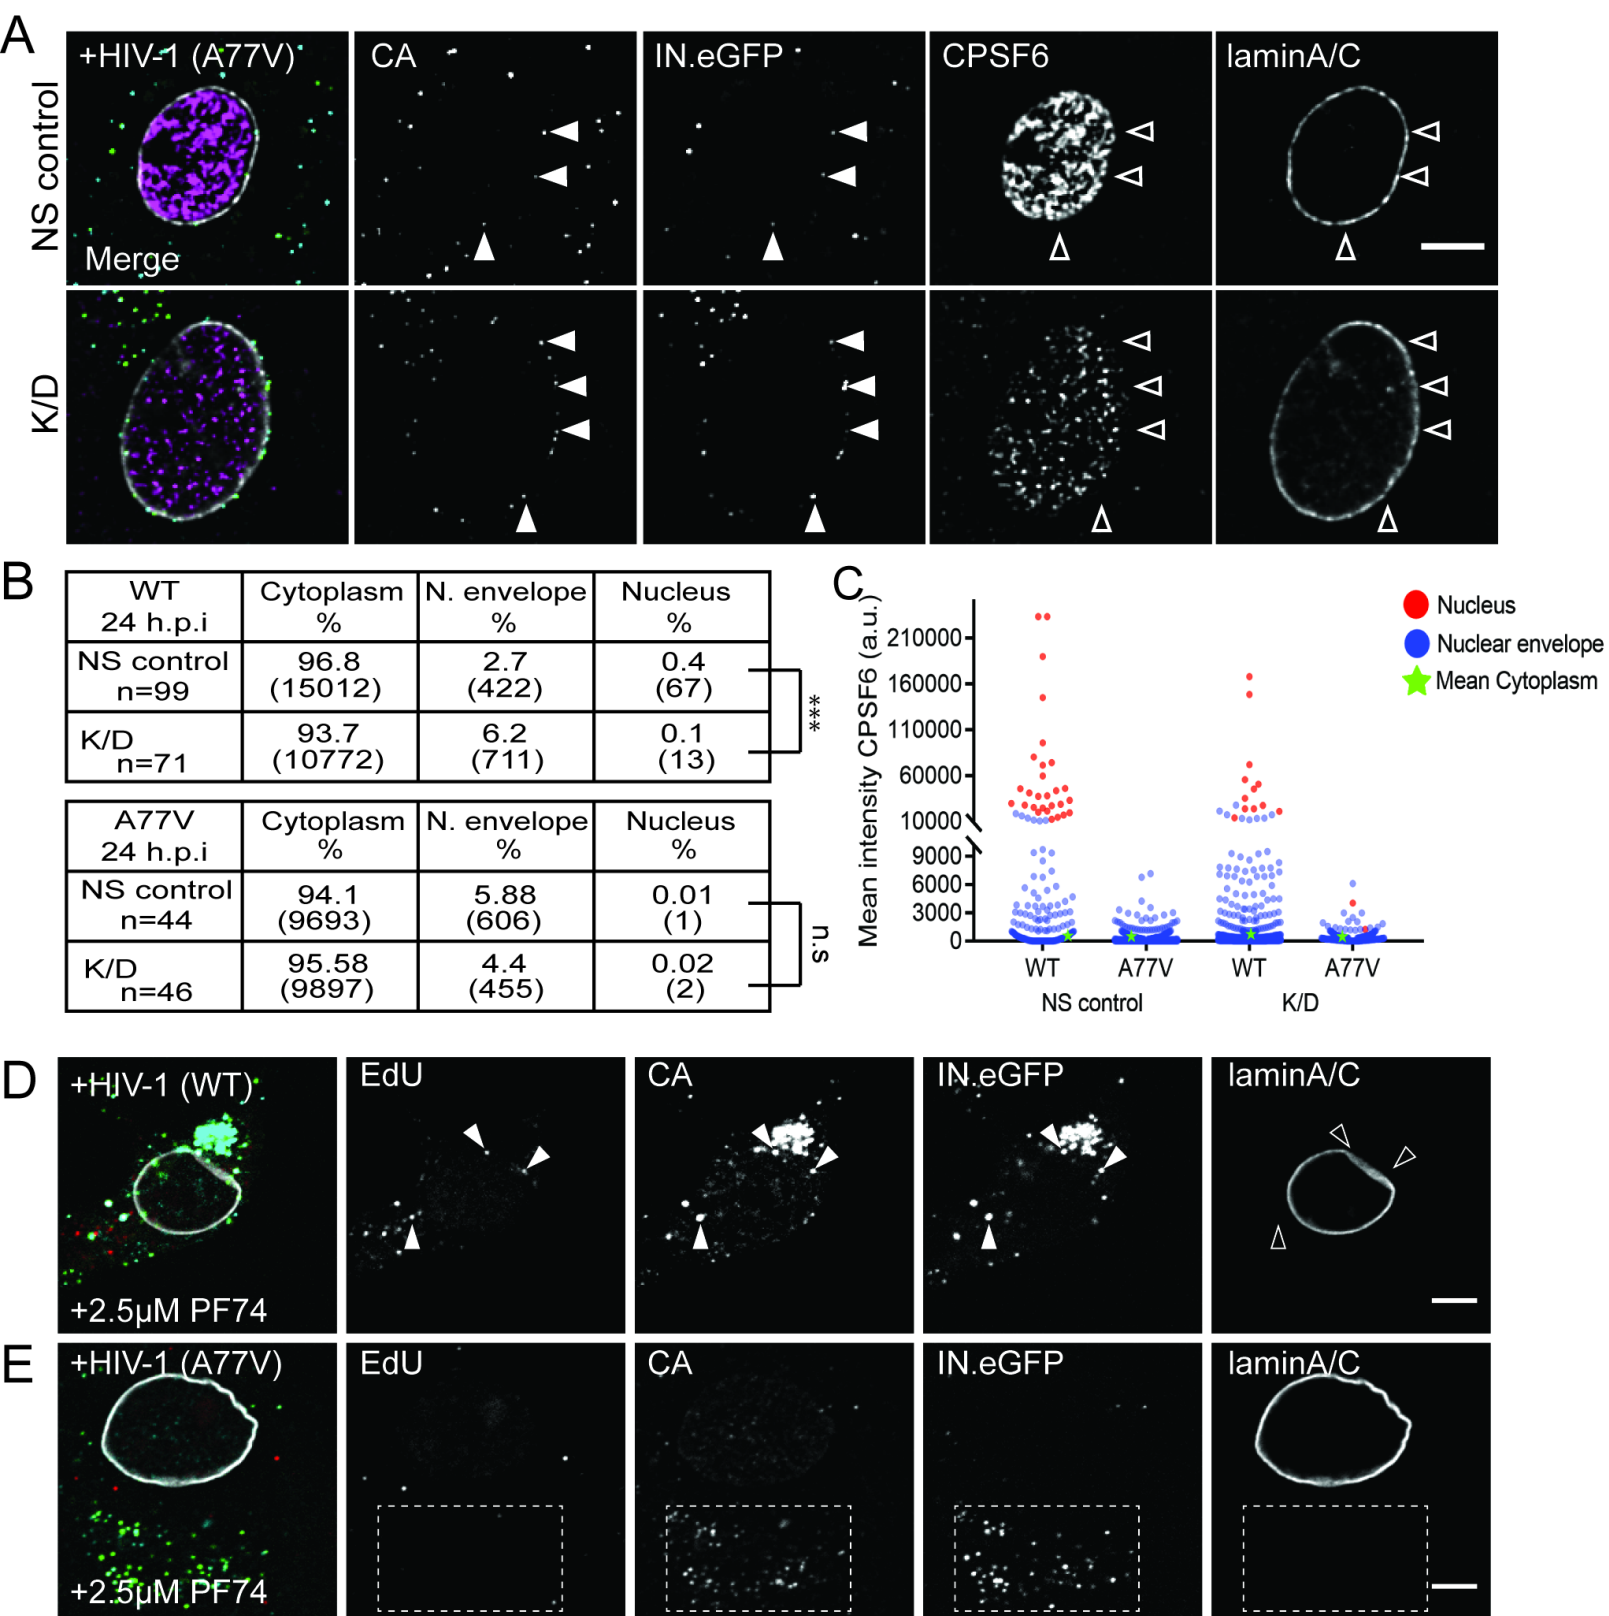 A
+HIV-1 (A77V)
CA
IN.eGFP
CPSF6
laminA/C
NS control
Merge
K/D
B
WT
24 h.p.i
Cytoplasm
%
N. envelope
%
Nucleus
%
NS control
n=99
96.8
(15012)
2.7
(422)
0.4
(67)
K/D
n=71
93.7
(10772)
6.2
(711)
0.1
(13)
***
A77V
24 h.p.i
Cytoplasm
%
N. envelope
%
Nucleus
%
NS control
n=44
94.1
(9693)
5.88
(606)
0.01
(1)
K/D
n=46
95.58
(9897)
4.4
(455)
0.02
(2)
n.s
C
Mean intensity CPSF6 (a.u.)
210000
160000
110000
60000
10000
9000
6000
3000
0
WT
A77V
WT
A77V
NS control
K/D
Nucleus
Nuclear envelope
Mean Cytoplasm
D
+HIV-1 (WT)
EdU
CA
IN.eGFP
laminA/C
+2.5µM PF74
E
+HIV-1 (A77V)
EdU
CA
IN.eGFP
laminA/C
+2.5µM PF74